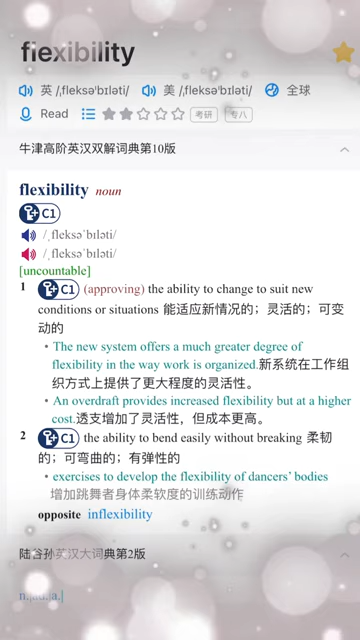 flexibility
英 /ˌfleksəˈbɪləti/ 美 /ˌfleksəˈbɪləti/ 全球
Read 考研 专八
牛津高阶英汉双解词典第10版
flexibility noun
C1
/ˌfleksəˈbɪləti/
/ˌfleksəˈbɪləti/
[uncountable]
1 C1 (approving) the ability to change to suit new
conditions or situations 能适应新情况的；灵活的；可变
动的
• The new system offers a much greater degree of
flexibility in the way work is organized.新系统在工作组
织方式上提供了更大程度的灵活性。
• An overdraft provides increased flexibility but at a higher
cost.透支增加了灵活性，但成本更高。
2 C1 the ability to bend easily without breaking 柔韧
的；可弯曲的；有弹性的
• exercises to develop the flexibility of dancers’ bodies
增加跳舞者身体柔软度的训练动作
opposite inflexibility
陆谷孙英汉大词典第2版